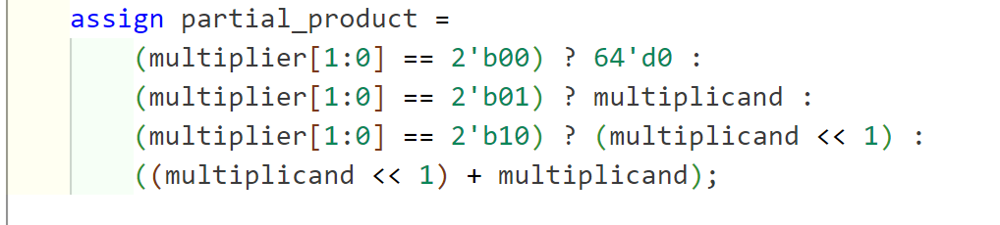 assign partial_product =
(multiplier[1:0] == 2'b00) ? 64'd0 :
(multiplier[1:0] == 2'b01) ? multiplicand :
(multiplier[1:0] == 2'b10) ? (multiplicand << 1) :
((multiplicand << 1) + multiplicand);